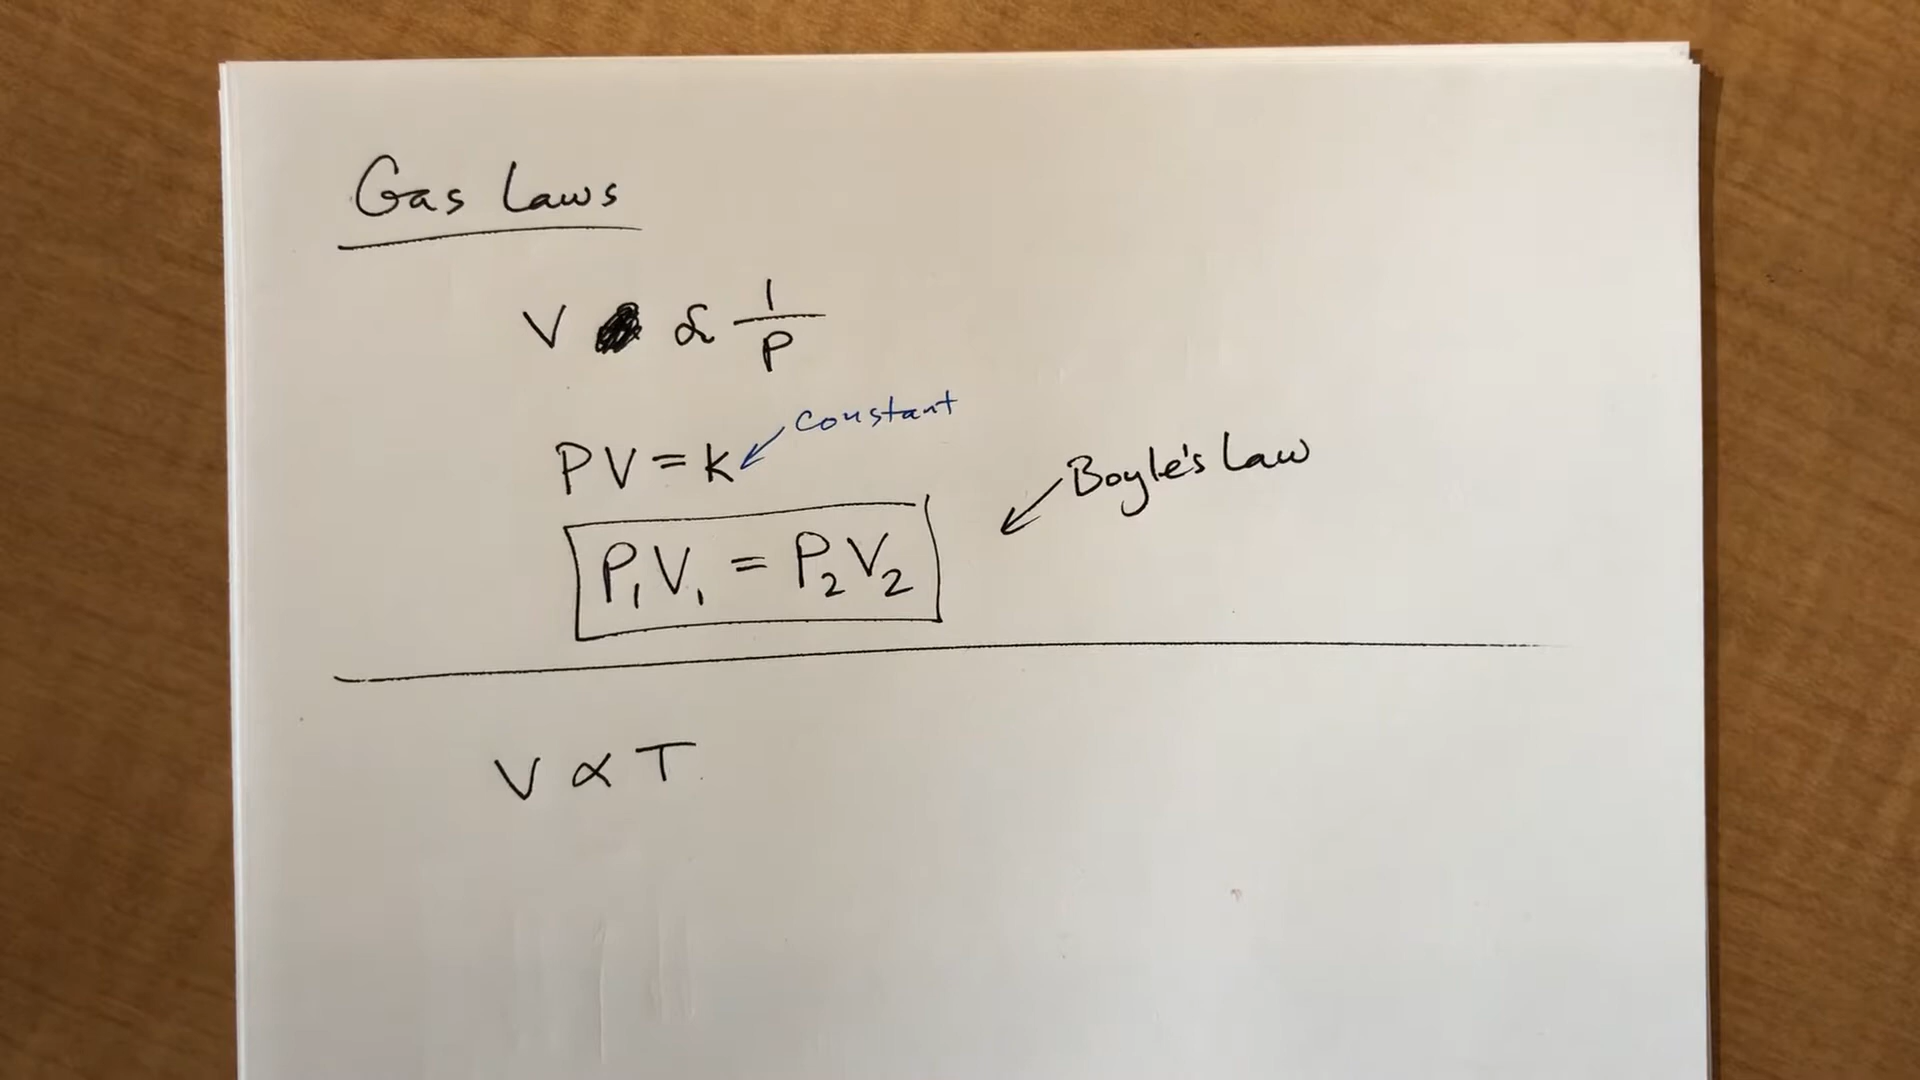 Gas Laws
V ∝ 1/P
constant
PV = k
Boyle's Law
P₁V₁ = P₂V₂
V ∝ T